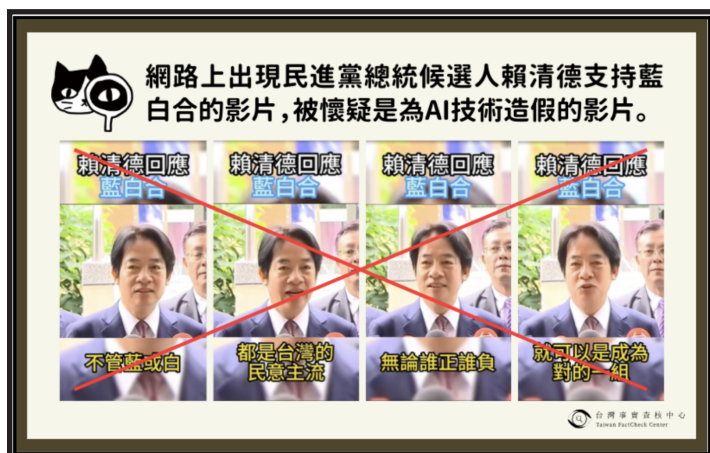 網路上出現民進黨總統候選人賴清德支持藍
白合的影片,被懷疑是為AI技術造假的影片。
賴清德回應
藍白合
賴清德回應
藍白合
賴清德回應
藍白合
賴清德回應
藍白合
不管藍或白
都是台灣的
民意主流
無論誰正誰負
就可以是成為
對的一組
台灣事實查核中心
Taiwan FactCheck Center